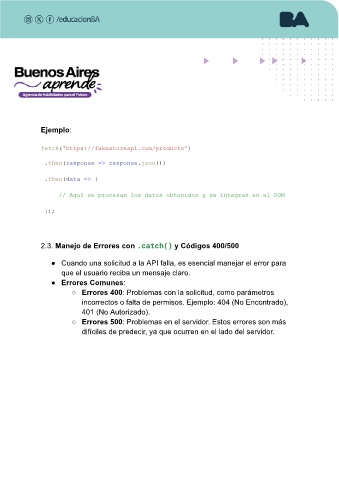 /educacionBA
BA
Buenos Aires
aprende
Agencia de Habilidades para el Futuro
Ejemplo:
fetch("https://fakestoreapi.com/products")
.then(response => response.json())
.then(data => {
// Aquí se procesan los datos obtenidos y se integran en el DOM
});
2.3. Manejo de Errores con .catch() y Códigos 400/500
● Cuando una solicitud a la API falla, es esencial manejar el error para
que el usuario reciba un mensaje claro.
● Errores Comunes:
○ Errores 400: Problemas con la solicitud, como parámetros
incorrectos o falta de permisos. Ejemplo: 404 (No Encontrado),
401 (No Autorizado).
○ Errores 500: Problemas en el servidor. Estos errores son más
difíciles de predecir, ya que ocurren en el lado del servidor.